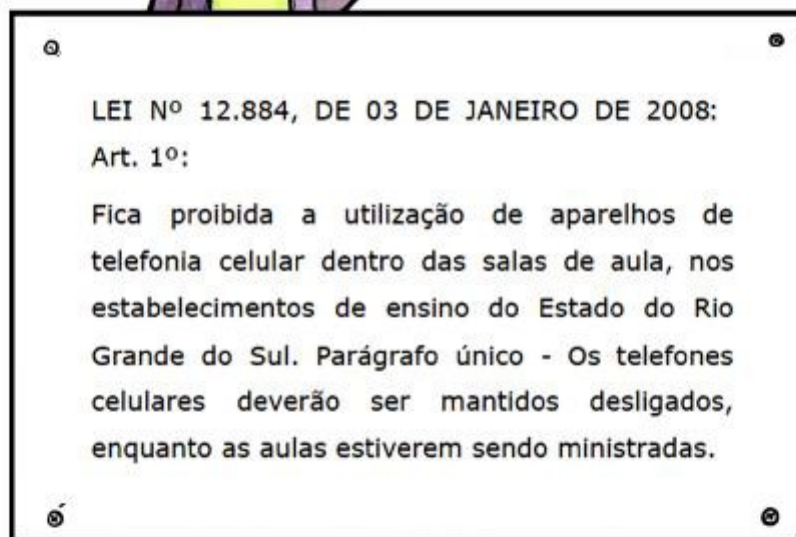 LEI Nº 12.884, DE 03 DE JANEIRO DE 2008:
Art. 1º:
Fica proibida a utilização de aparelhos de
telefonia celular dentro das salas de aula, nos
estabelecimentos de ensino do Estado do Rio
Grande do Sul. Parágrafo único - Os telefones
celulares deverão ser mantidos desligados,
enquanto as aulas estiverem sendo ministradas.